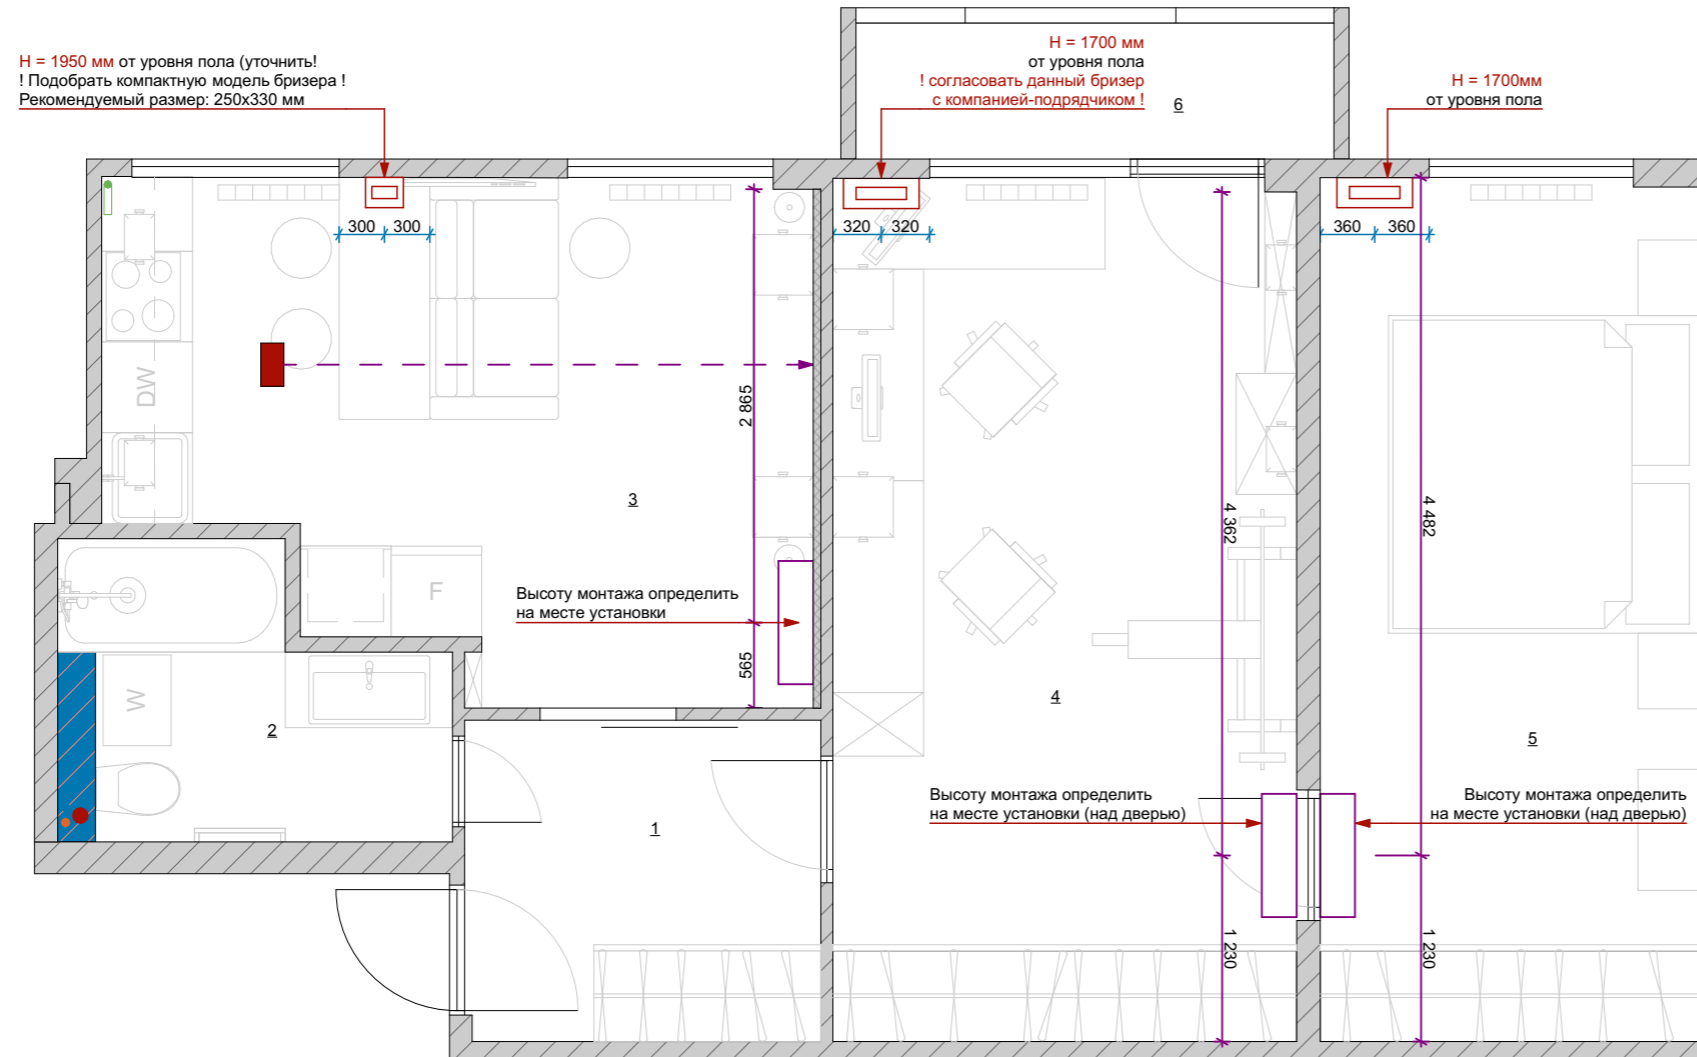 H = 1950 мм от уровня пола (уточнить!
! Подобрать компактную модель бризера !
Рекомендуемый размер: 250х330 мм
H = 1700 мм
от уровня пола
! согласовать данный бризер
с компанией-подрядчиком !
6
H = 1700мм
от уровня пола
300
300
320
320
360
360
DW
2 865
3
4 362
4 482
F
Высоту монтажа определить
на месте установки
565
W
2
4
5
1
Высоту монтажа определить
на месте установки (над дверью)
Высоту монтажа определить
на месте установки (над дверью)
1 230
1 230